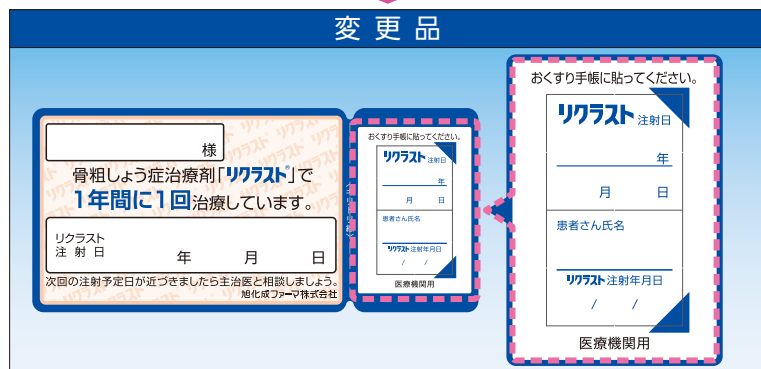 変更品
様
骨粗しょう症治療剤「リクラスト®」で
1年間に1回治療しています。
リクラスト
注射日 年 月 日
次回の注射予定日が近づきましたら主治医と相談しましょう。
旭化成ファーマ株式会社
おくすり手帳に貼ってください。
リクラスト 注射日
年
月 日
患者さん氏名
リクラスト注射年月日
/ /
医療機関用
おくすり手帳に貼ってください。
リクラスト 注射日
年
月 日
患者さん氏名
リクラスト注射年月日
/ /
医療機関用